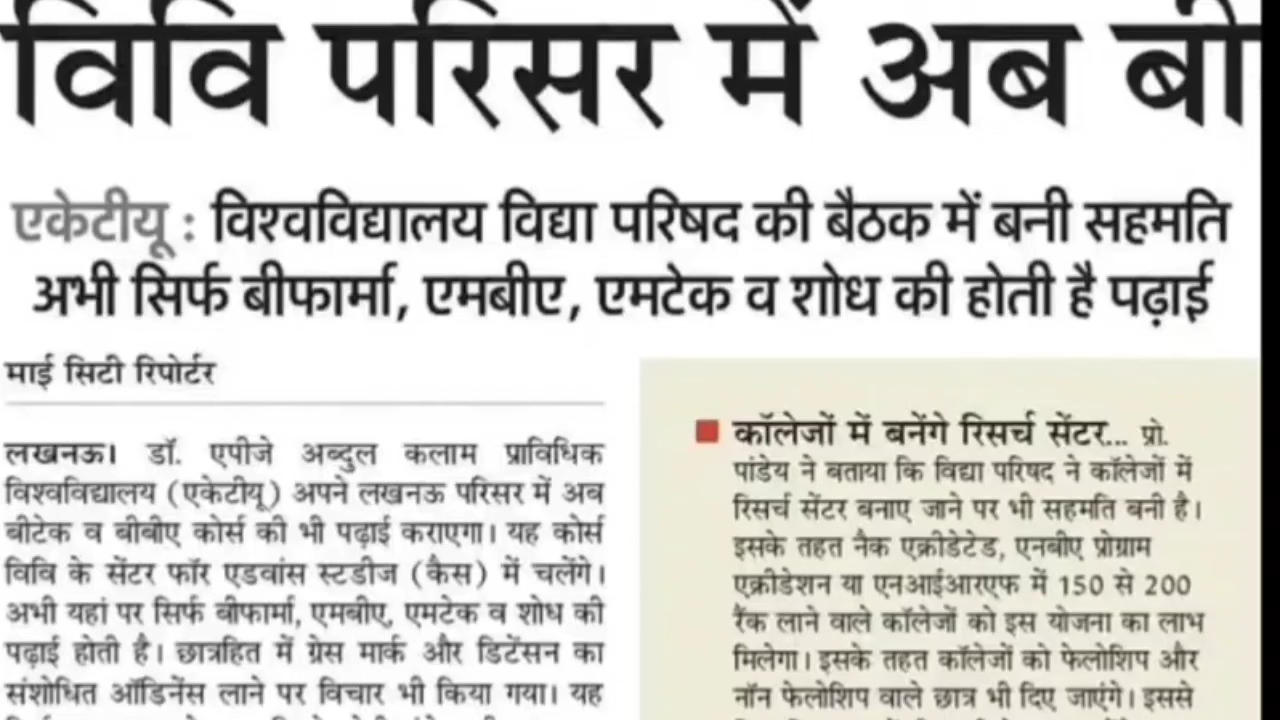 विवि परिसर में अब बी
एकेटीयू : विश्वविद्यालय विद्या परिषद की बैठक में बनी सहमति
अभी सिर्फ बीफार्मा, एमबीए, एमटेक व शोध की होती है पढ़ाई
माई सिटी रिपोर्टर
लखनऊ। डॉ. एपीजे अब्दुल कलाम प्राविधिक
विश्वविद्यालय (एकेटीयू) अपने लखनऊ परिसर में अब
बीटेक व बीबीए कोर्स की भी पढ़ाई कराएगा। यह कोर्स
विवि के सेंटर फॉर एडवांस स्टडीज (कैस) में चलेंगे।
अभी यहां पर सिर्फ बीफार्मा, एमबीए, एमटेक व शोध की
पढ़ाई होती है। छात्रहित में ग्रेस मार्क और डिटेंसन का
संशोधित ऑडिनेंस लाने पर विचार भी किया गया। यह
कॉलेजों में बनेंगे रिसर्च सेंटर... प्रो.
पांडेय ने बताया कि विद्या परिषद ने कॉलेजों में
रिसर्च सेंटर बनाए जाने पर भी सहमति बनी है।
इसके तहत नैक एक्रीडेटेड, एनबीए प्रोग्राम
एक्रीडेशन या एनआईआरएफ में 150 से 200
रैंक लाने वाले कॉलेजों को इस योजना का लाभ
मिलेगा। इसके तहत कॉलेजों को फेलोशिप और
नॉन फेलोशिप वाले छात्र भी दिए जाएंगे। इससे